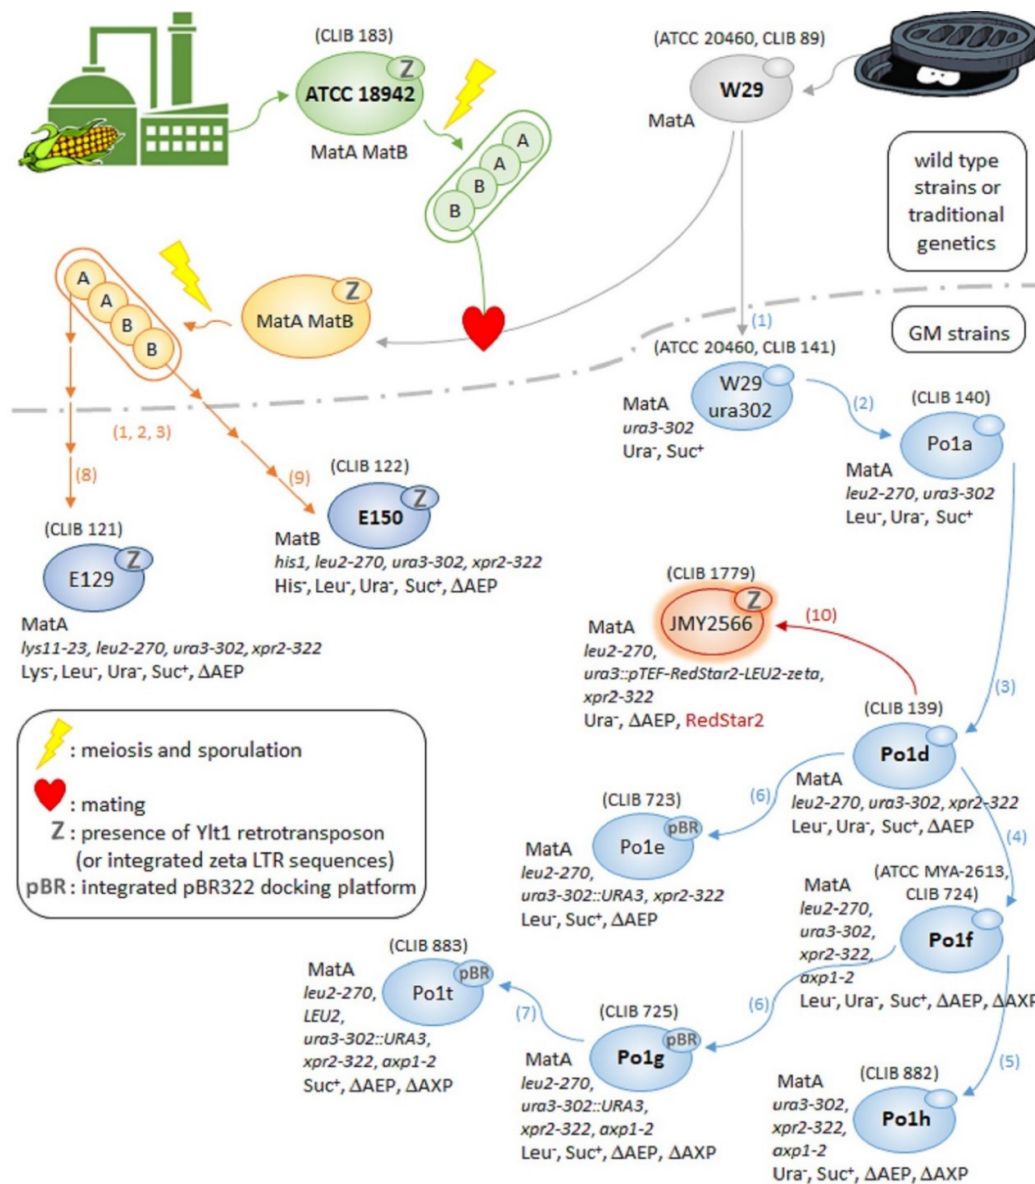 (CLIB 183)
Z
ATCC 18942
MatA MatB
A
A
B
B
(ATCC 20460, CLIB 89)
W29
MatA
wild type
strains or
traditional
genetics
GM strains
A
A
B
B
Z
MatA MatB
(1, 2, 3)
(8)
(9)
(CLIB 121)
Z
E129
MatA
lys11-23, leu2-270, ura3-302, xpr2-322
Lys⁻, Leu⁻, Ura⁻, Suc⁺, ΔAEP
(CLIB 122)
Z
E150
MatB
his1, leu2-270, ura3-302, xpr2-322
His⁻, Leu⁻, Ura⁻, Suc⁺, ΔAEP
(1)
(ATCC 20460, CLIB 141)
W29
ura302
MatA
ura3-302
Ura⁻, Suc⁺
(2)
(CLIB 140)
Po1a
MatA
leu2-270, ura3-302
Leu⁻, Ura⁻, Suc⁺
(CLIB 1779)
Z
JMY2566
MatA
leu2-270,
ura3::pTEF-RedStar2-LEU2-zeta,
xpr2-322
Ura⁻, ΔAEP, RedStar2
(10)
(3)
(CLIB 139)
Po1d
MatA
leu2-270, ura3-302, xpr2-322
Leu⁻, Ura⁻, Suc⁺, ΔAEP
(6)
(4)
(CLIB 723)
pBR
Po1e
MatA
leu2-270,
ura3-302::URA3, xpr2-322
Leu⁻, Suc⁺, ΔAEP
(ATCC MYA-2613,
CLIB 724)
Po1f
MatA
leu2-270,
ura3-302,
xpr2-322,
axp1-2
Leu⁻, Ura⁻, Suc⁺, ΔAEP, ΔAXP
(6)
(5)
(CLIB 725)
pBR
Po1g
MatA
leu2-270,
ura3-302::URA3,
xpr2-322, axp1-2
Leu⁻, Suc⁺, ΔAEP, ΔAXP
(7)
(CLIB 883)
pBR
Po1t
MatA
leu2-270,
LEU2,
ura3-302::URA3,
xpr2-322, axp1-2
Suc⁺, ΔAEP, ΔAXP
(CLIB 882)
Po1h
MatA
ura3-302,
xpr2-322,
axp1-2
Ura⁻, Suc⁺, ΔAEP, ΔAXP
: meiosis and sporulation
: mating
Z : presence of Ylt1 retrotransposon
(or integrated zeta LTR sequences)
pBR : integrated pBR322 docking platform